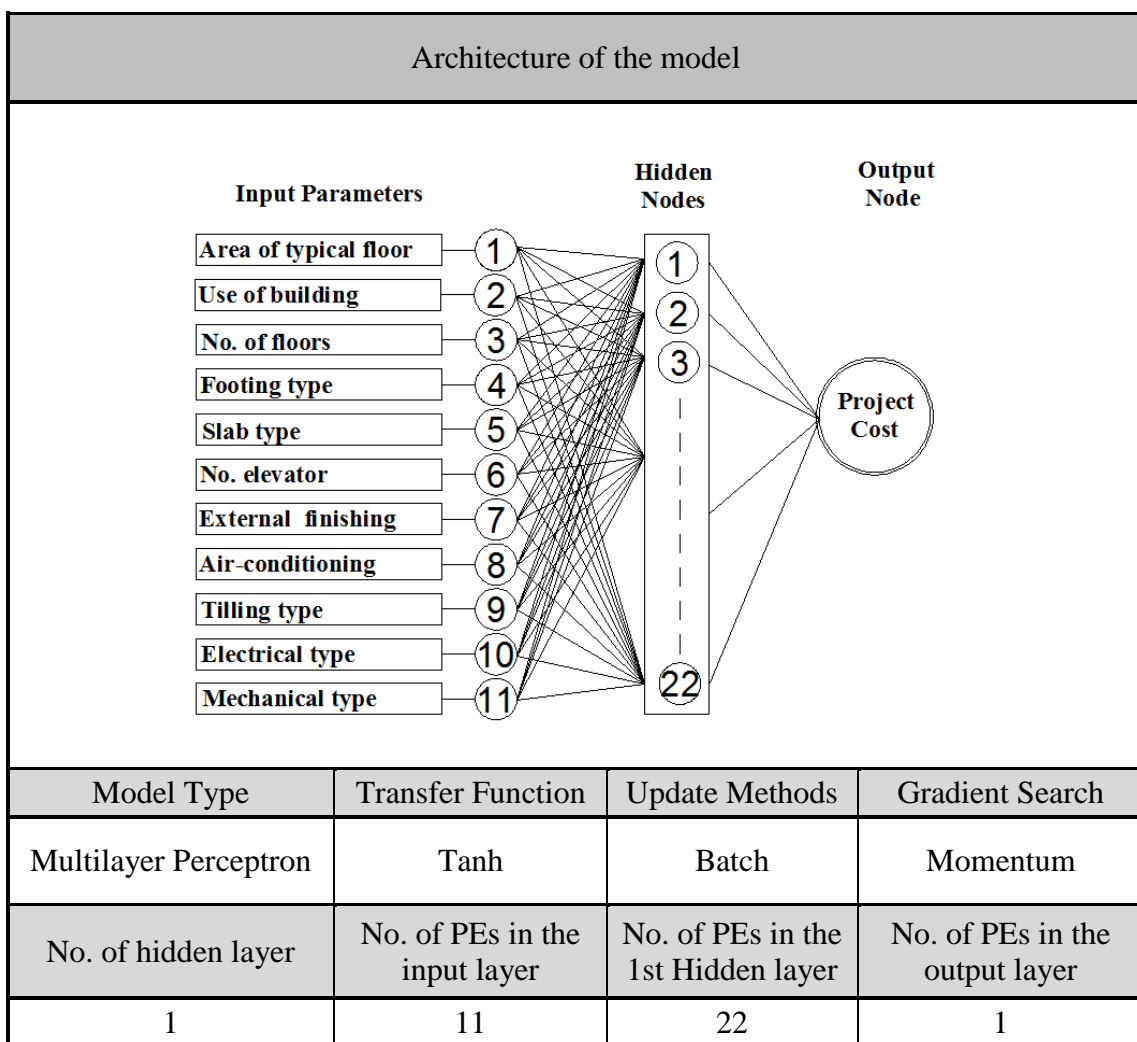 Architecture of the model
Input Parameters
Hidden
Nodes
Output
Node
Area of typical floor 1
Use of building 2
No. of floors 3
Footing type 4
Slab type 5
No. elevator 6
External finishing 7
Air-conditioning 8
Tilling type 9
Electrical type 10
Mechanical type 11
1
2
3
22
Project
Cost
Model Type
Transfer Function
Update Methods
Gradient Search
Multilayer Perceptron
Tanh
Batch
Momentum
No. of hidden layer
No. of PEs in the
input layer
No. of PEs in the
1st Hidden layer
No. of PEs in the
output layer
1
11
22
1